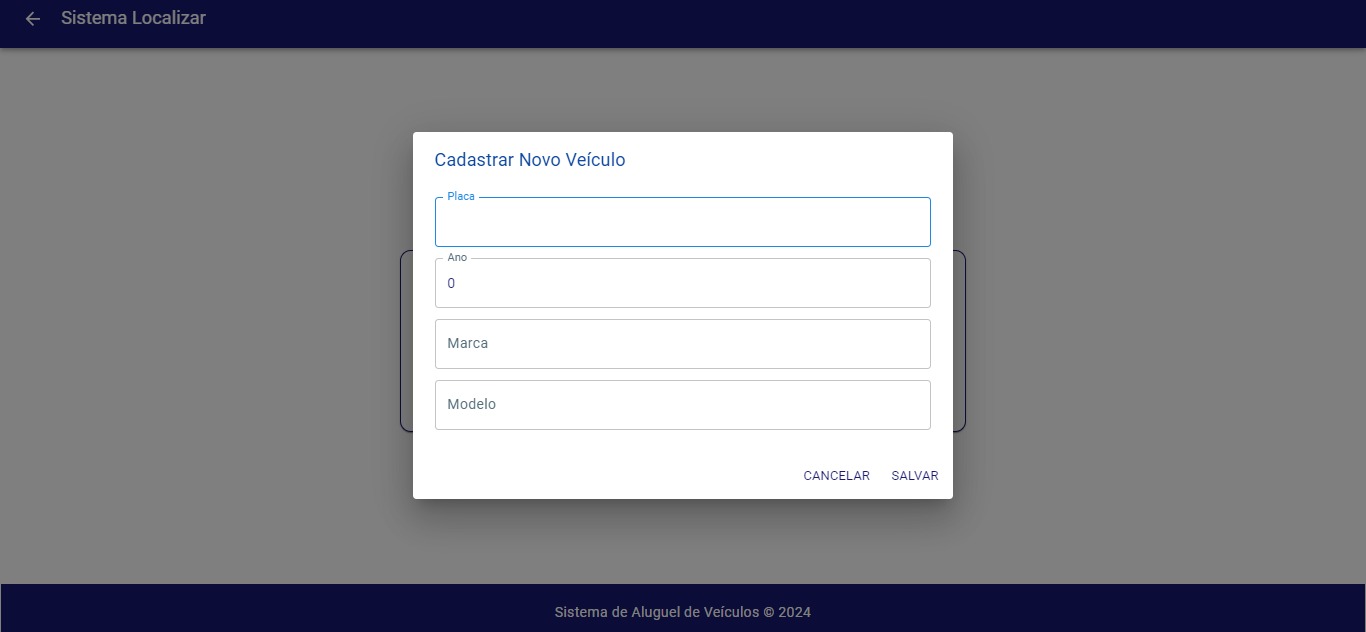 Sistema Localizar
Cadastrar Novo Veículo
Placa
Ano
0
Marca
Modelo
CANCELAR SALVAR
Sistema de Aluguel de Veículos © 2024